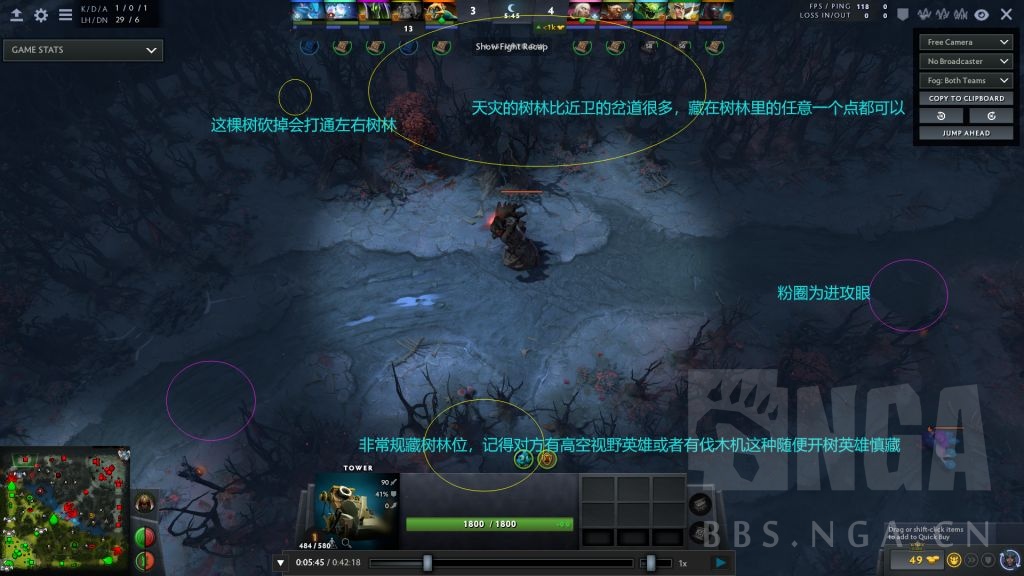 K/D/A 1/0/1
LH/DN 29/6
3
5:45
4
<1k
FPS / PING 118 0
LOSS IN/OUT 0 0
GAME STATS
13
Show Fight Recap
Free Camera
No Broadcaster
Fog: Both Teams
COPY TO CLIPBOARD
JUMP AHEAD
这棵树砍掉会打通左右树林
天灾的树林比近卫的岔道很多，藏在树林里的任意一个点都可以
粉圈为进攻眼
非常规藏树林位，记得对方有高空视野英雄或者有伐木机这种随便开树英雄慎藏
NGA
BBS.NGA.CN
TOWER
90
41%
0
1800 / 1800
+0.0
484 / 580
Drag or shift-click items
to add to Quick Buy
49
0:05:45 / 0:42:18
1x